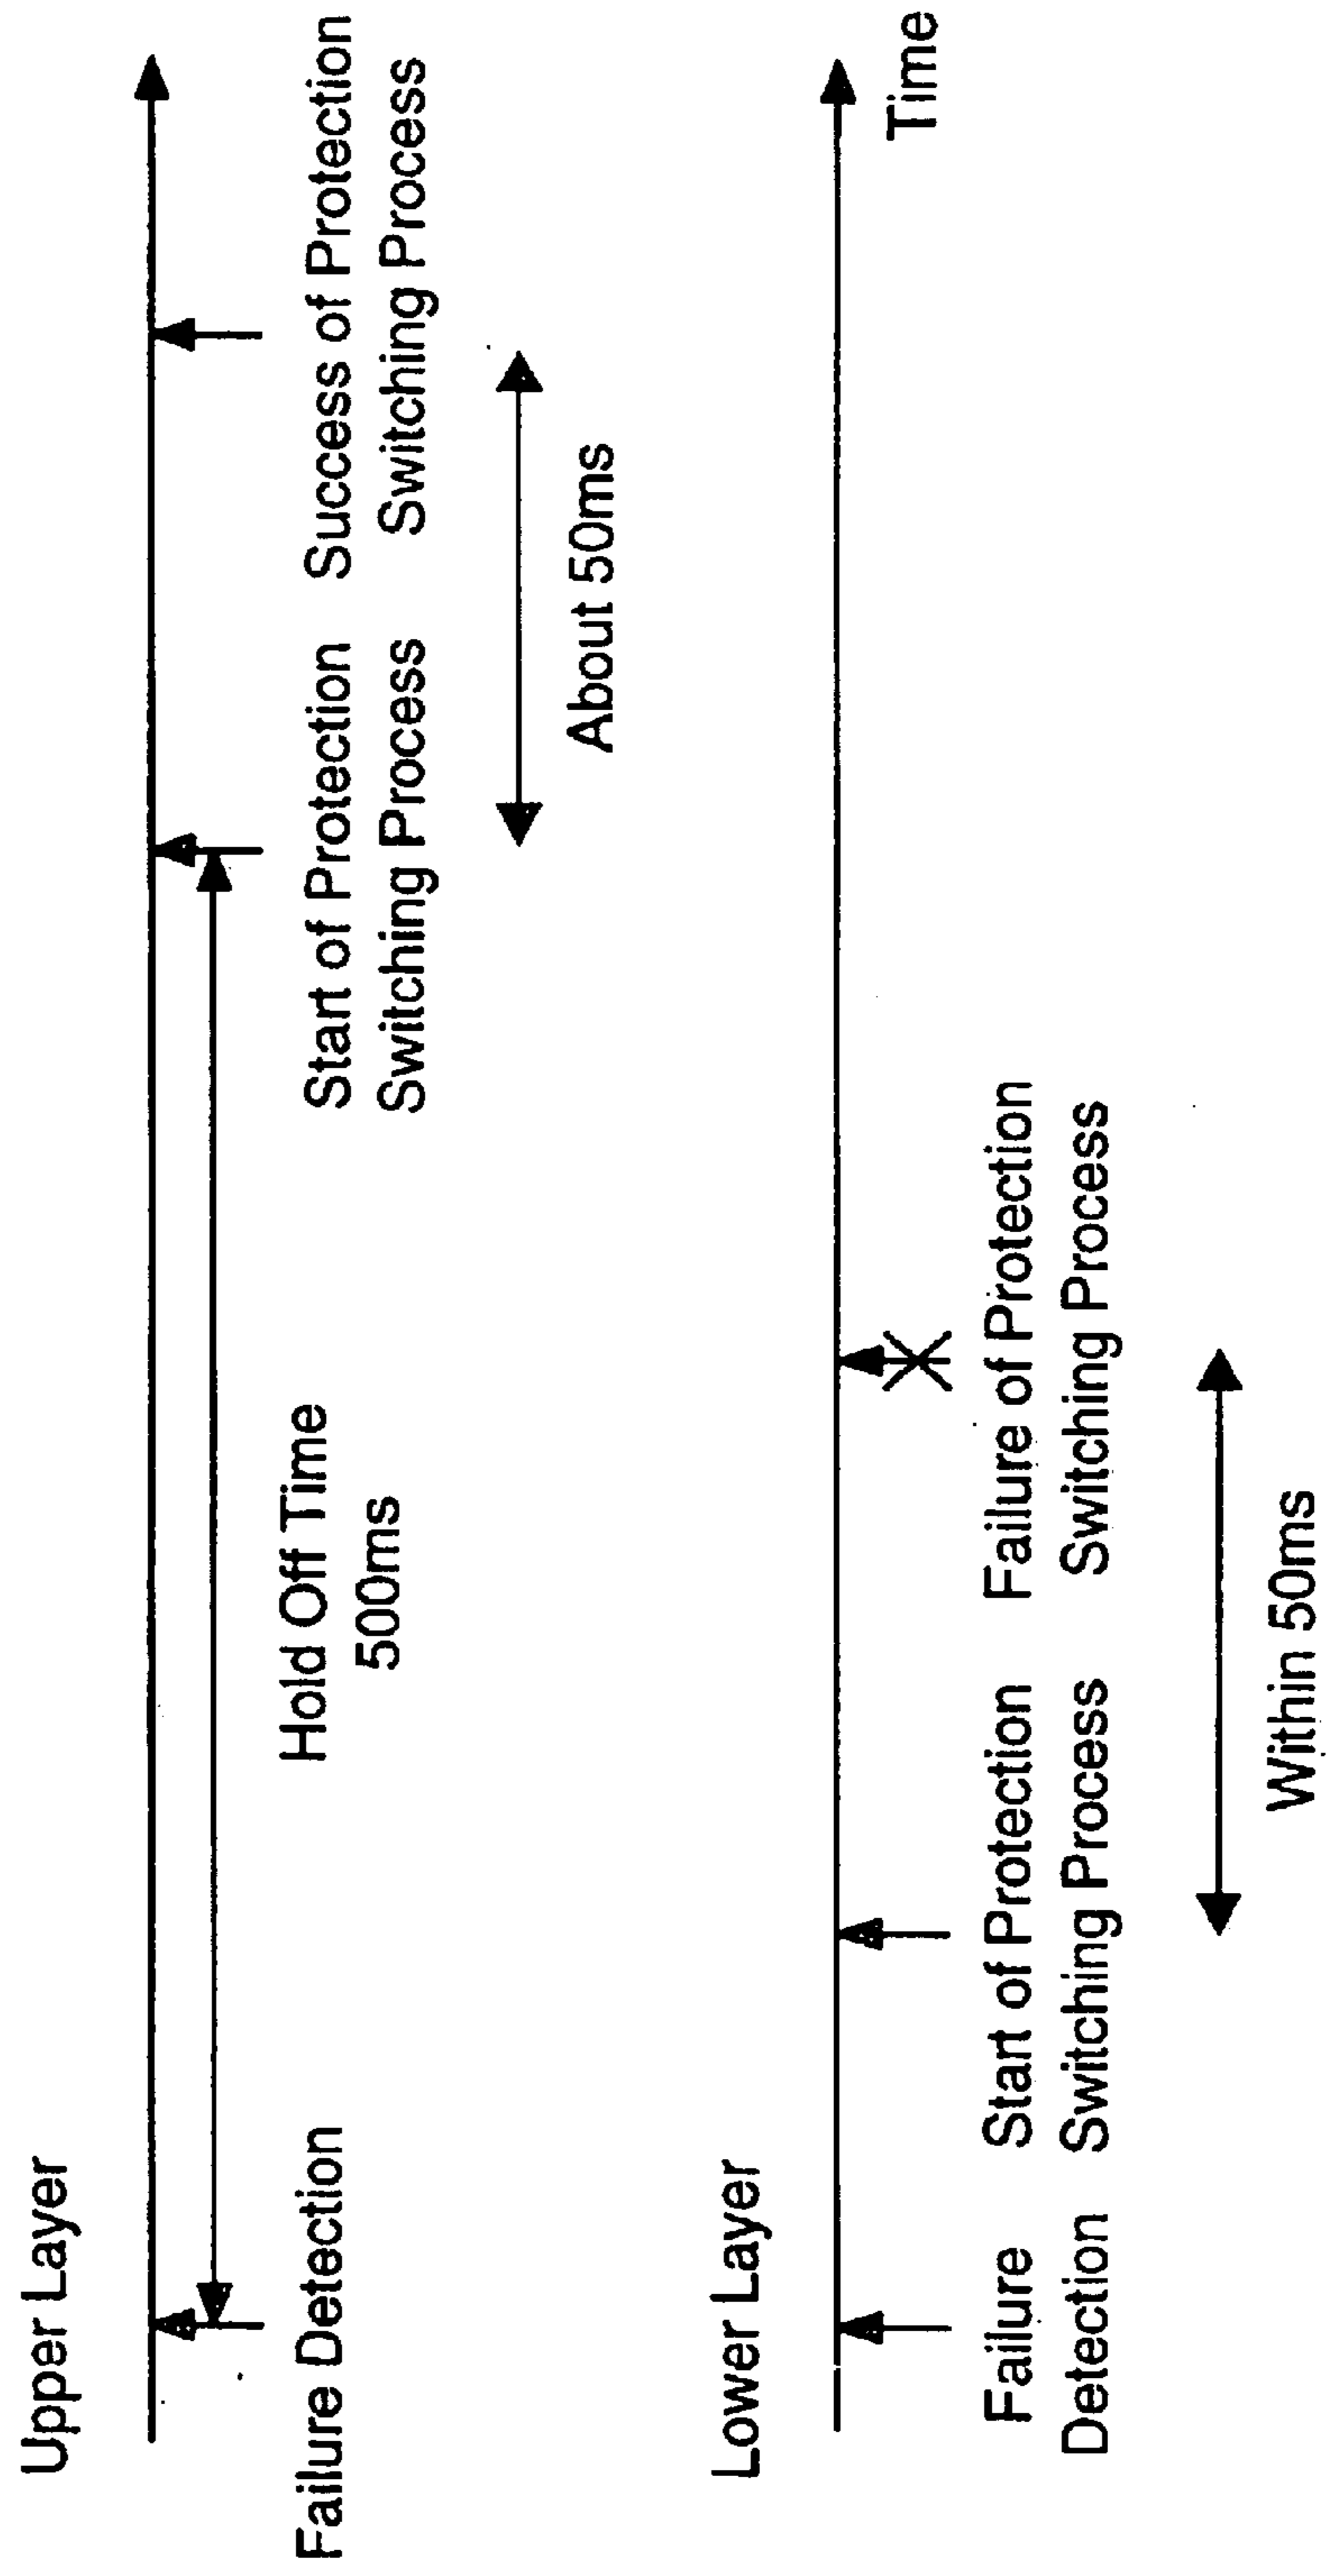 Upper Layer
Failure Detection
Hold Off Time
500ms
Start of Protection
Switching Process
Success of Protection
Switching Process
About 50ms
Lower Layer
Time
Failure
Detection
Start of Protection
Switching Process
Failure of Protection
Switching Process
Within 50ms